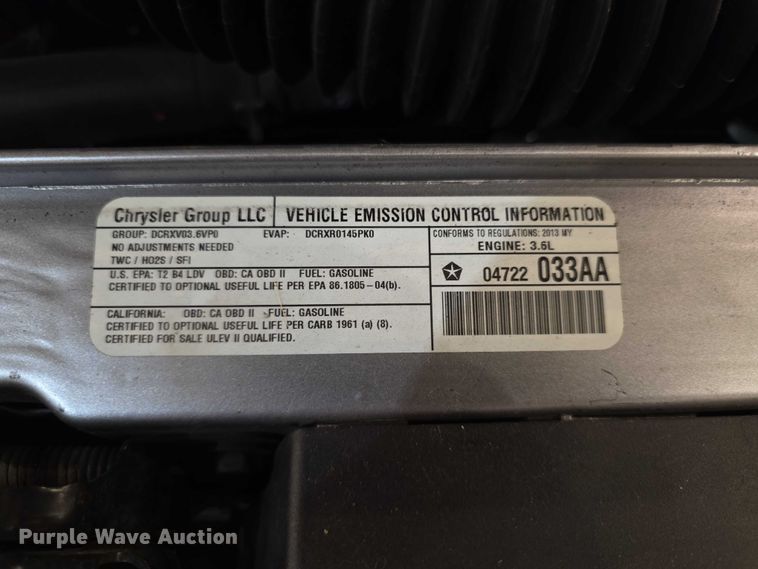 Chrysler Group LLC VEHICLE EMISSION CONTROL INFORMATION
GROUP: DCRXV03.6VP0 EVAP: DCRXR0145PK0
NO ADJUSTMENTS NEEDED
TWC / HO2S / SFI
CONFORMS TO REGULATIONS: 2013 MY
ENGINE: 3.6L
U.S. EPA: T2 B4 LDV OBD: CA OBD II FUEL: GASOLINE
CERTIFIED TO OPTIONAL USEFUL LIFE PER EPA 86.1805-04(b).
04722 033AA
CALIFORNIA: OBD: CA OBD II FUEL: GASOLINE
CERTIFIED TO OPTIONAL USEFUL LIFE PER CARB 1961 (a) (8).
CERTIFIED FOR SALE ULEV II QUALIFIED.
Purple Wave Auction